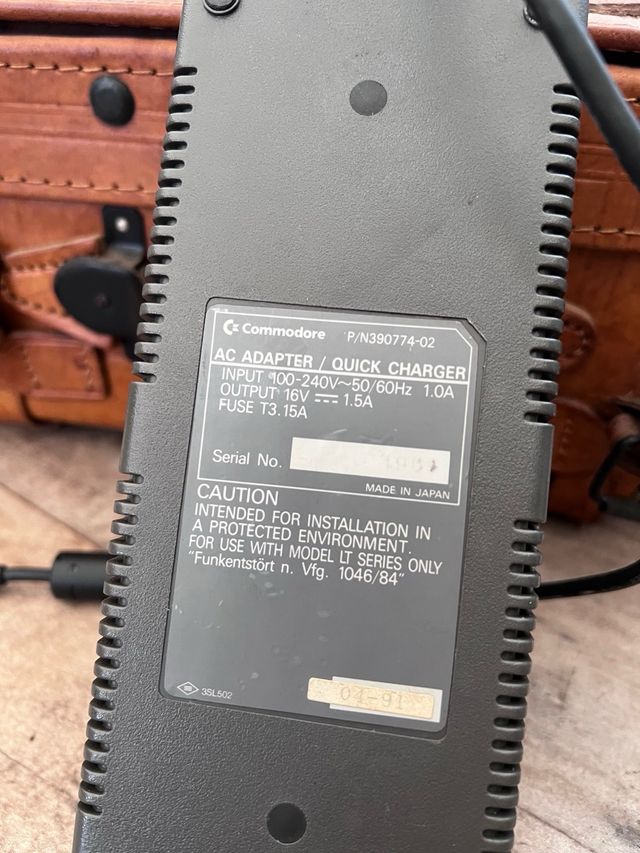 Commodore P/N390774-02
AC ADAPTER / QUICK CHARGER
INPUT 100-240V~50/60Hz 1.0A
OUTPUT 16V ⎓ 1.5A
FUSE T3.15A
Serial No.
MADE IN JAPAN
CAUTION
INTENDED FOR INSTALLATION IN
A PROTECTED ENVIRONMENT.
FOR USE WITH MODEL LT SERIES ONLY
"Funkentstört n. Vfg. 1046/84"
3SL502
04-91